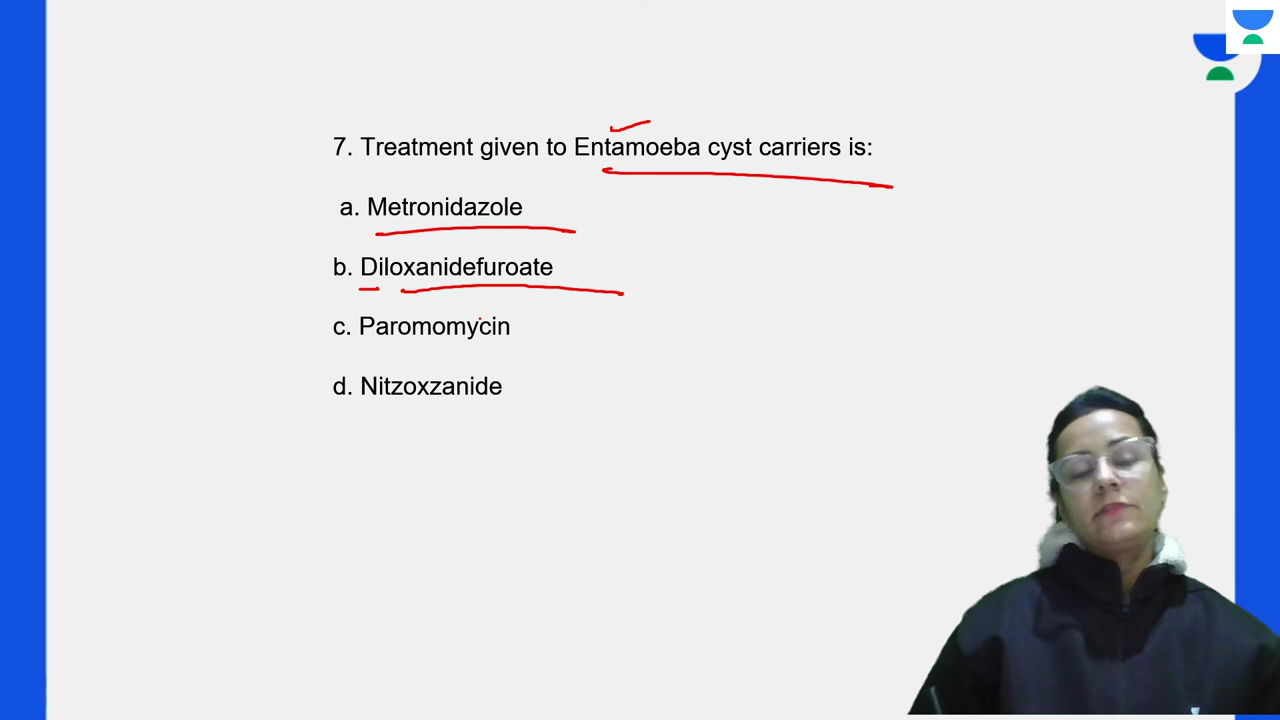 7. Treatment given to Entamoeba cyst carriers is:
a. Metronidazole
b. Diloxanidefuroate
c. Paromomycin
d. Nitzoxzanide